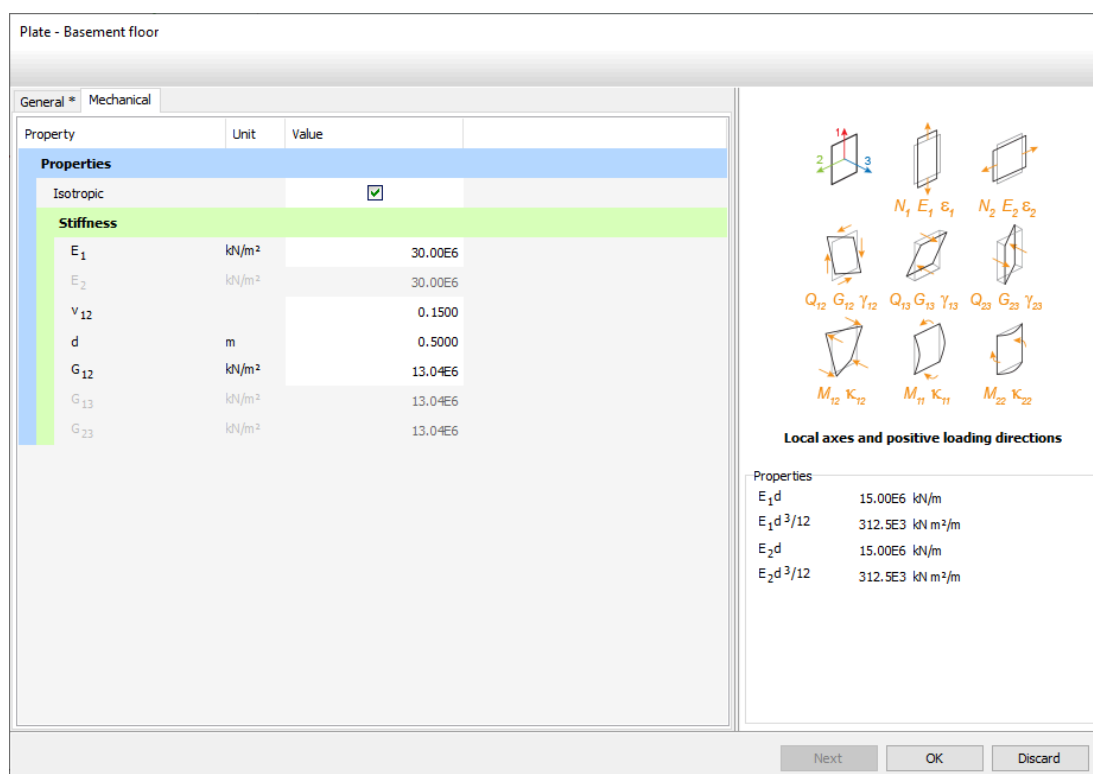 Plate - Basement floor
General * Mechanical
Property Unit Value
Properties
Isotropic
Stiffness
E1 kN/m² 30.00E6
E2 kN/m² 30.00E6
ν12 0.1500
d m 0.5000
G12 kN/m² 13.04E6
G13 kN/m² 13.04E6
G23 kN/m² 13.04E6
1
2 3
N1 E1 ε1 N2 E2 ε2
Q12 G12 γ12 Q13 G13 γ13 Q23 G23 γ23
M12 κ12 M11 κ11 M22 κ22
Local axes and positive loading directions
Properties
E1d 15.00E6 kN/m
E1d³/12 312.5E3 kN m²/m
E2d 15.00E6 kN/m
E2d³/12 312.5E3 kN m²/m
Next OK Discard